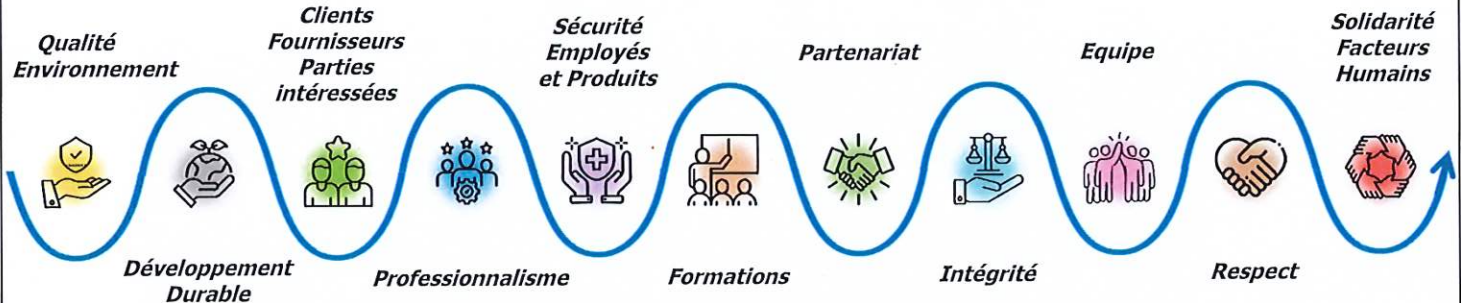 Qualité
Environnement
Développement
Durable
Clients
Fournisseurs
Parties
intéressées
Professionnalisme
Sécurité
Employés
et Produits
Formations
Partenariat
Intégrité
Equipe
Respect
Solidarité
Facteurs
Humains